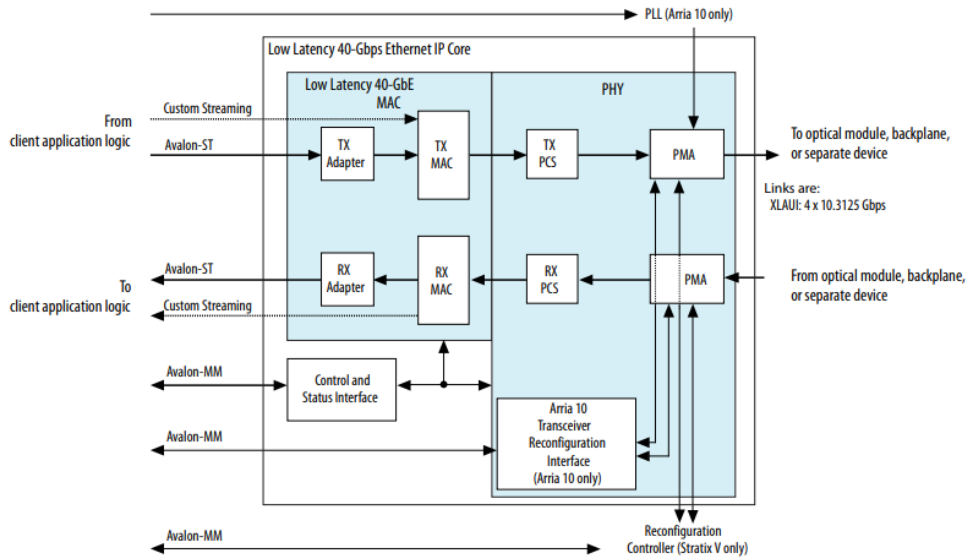 PLL (Arria 10 only)
Low Latency 40-Gbps Ethernet IP Core
Low Latency 40-GbE
MAC
PHY
Custom Streaming
From
client application logic
Avalon-ST
TX
Adapter
TX
MAC
TX
PCS
PMA
To optical module, backplane,
or separate device
Links are:
XLAUI: 4 x 10.3125 Gbps
Avalon-ST
To
client application logic
Custom Streaming
RX
Adapter
RX
MAC
RX
PCS
PMA
From optical module, backplane,
or separate device
Avalon-MM
Control and
Status Interface
Avalon-MM
Arria 10
Transceiver
Reconfiguration
Interface
(Arria 10 only)
Avalon-MM
Reconfiguration
Controller (Stratix V only)